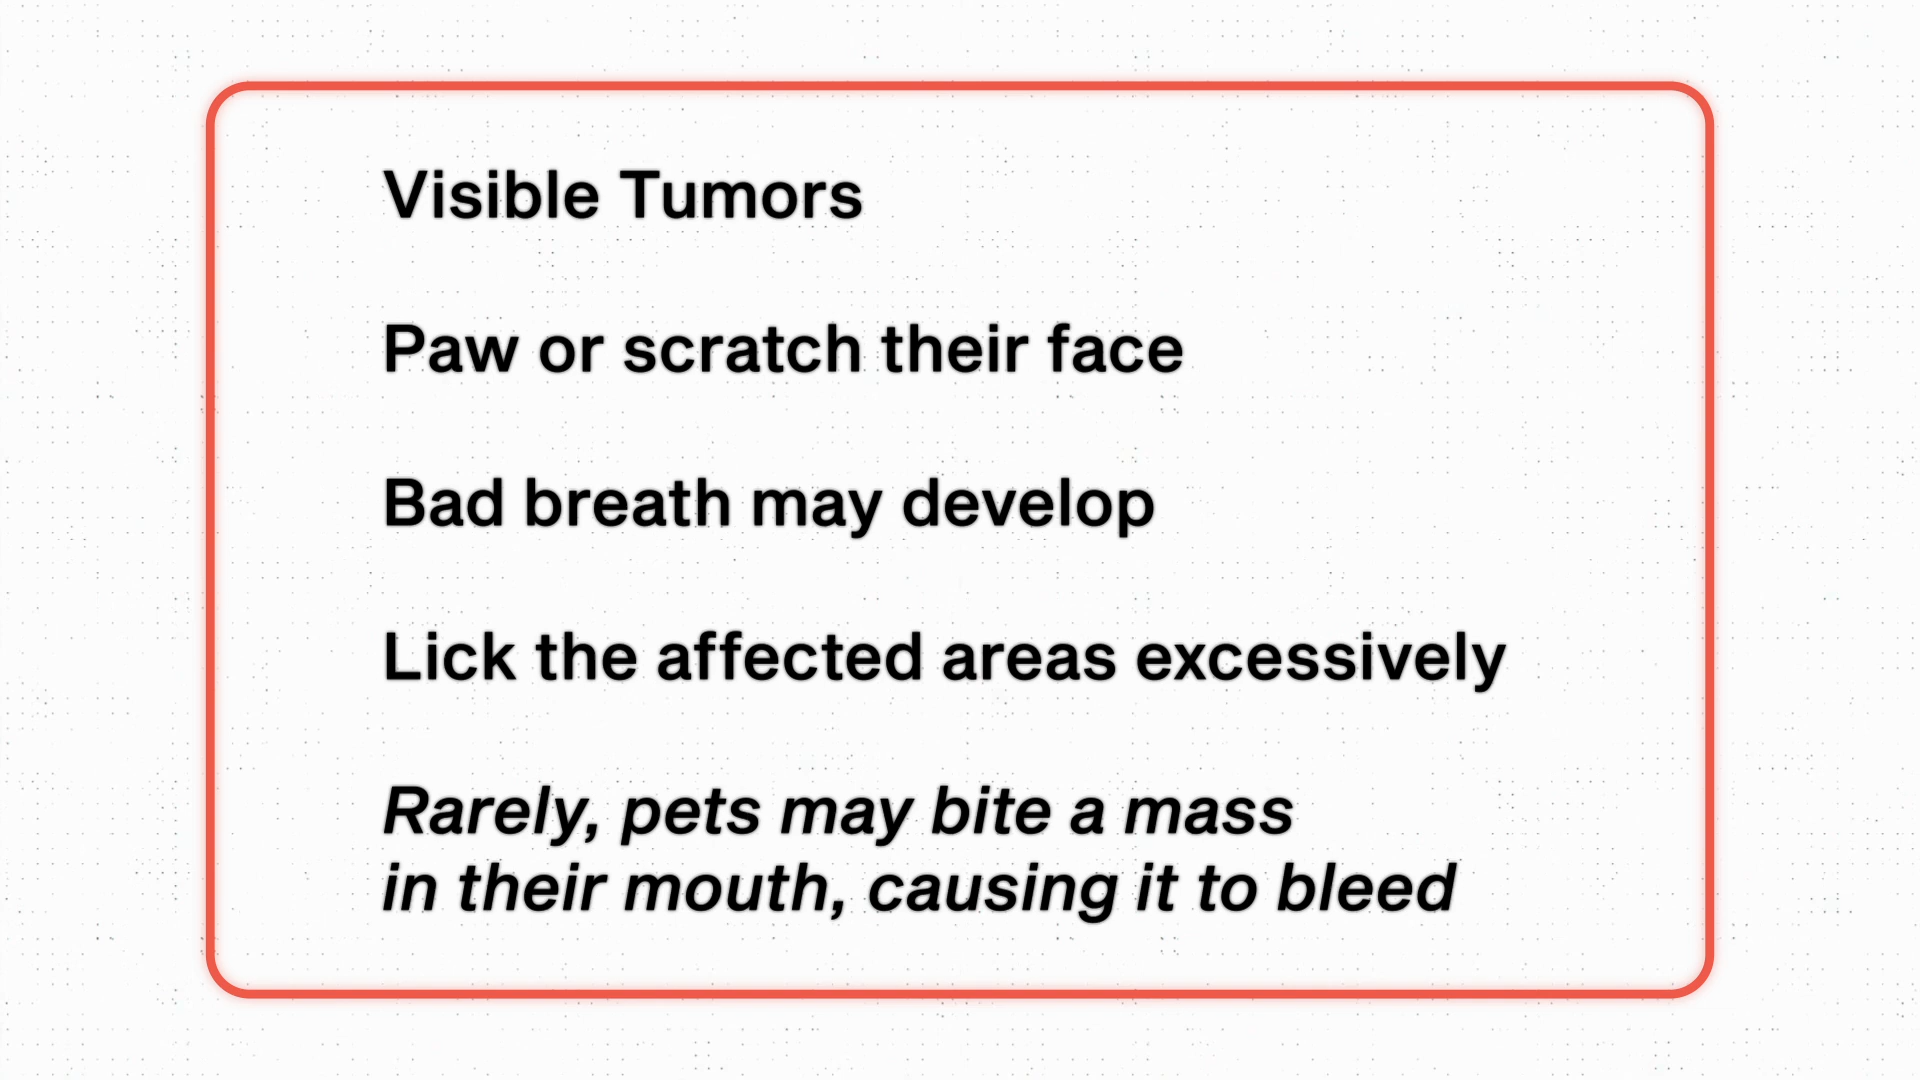 Visible Tumors
Paw or scratch their face
Bad breath may develop
Lick the affected areas excessively
Rarely, pets may bite a mass
in their mouth, causing it to bleed